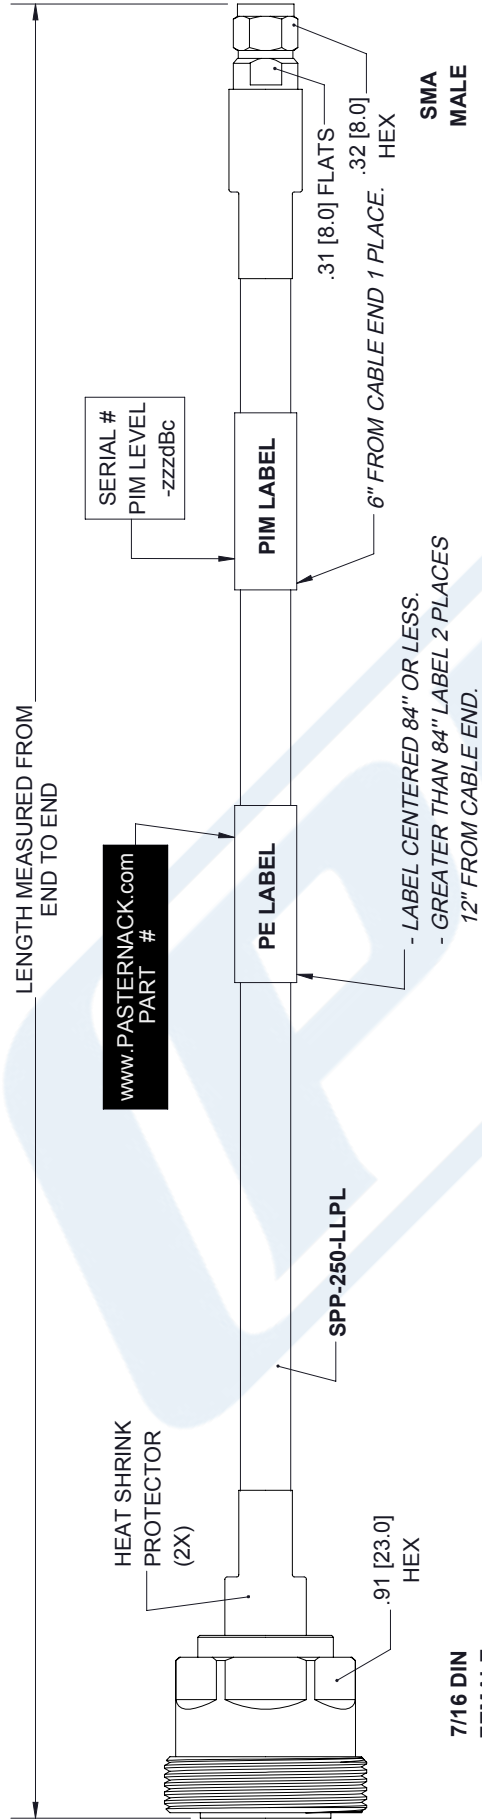 LENGTH MEASURED FROM
END TO END
HEAT SHRINK
PROTECTOR
(2X)
www.PASTERNACK.com
PART #
SERIAL #
PIM LEVEL
-zzzdBc
PE LABEL
PIM LABEL
SPP-250-LLPL
.91 [23.0]
HEX
.31 [8.0] FLATS
.32 [8.0]
HEX
6" FROM CABLE END 1 PLACE.
- LABEL CENTERED 84" OR LESS.
- GREATER THAN 84" LABEL 2 PLACES
12" FROM CABLE END.
7/16 DIN
SMA
MALE